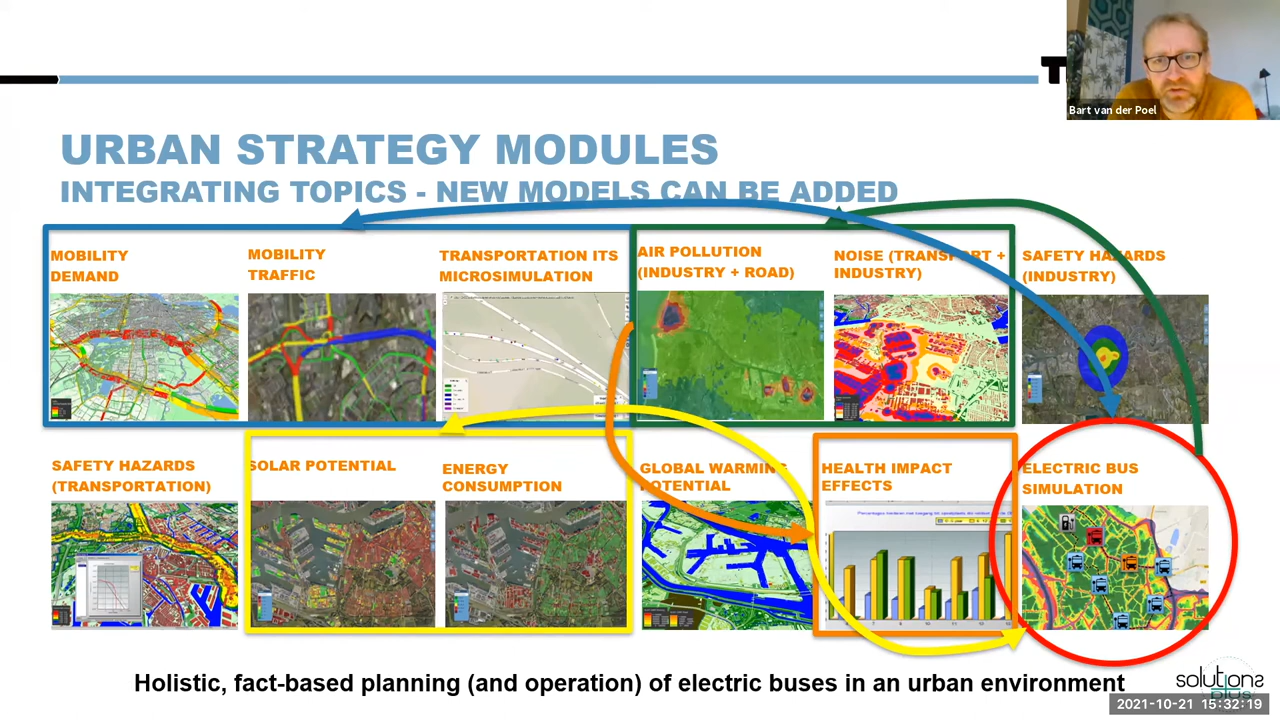 Bart van der Poel
URBAN STRATEGY MODULES
INTEGRATING TOPICS - NEW MODELS CAN BE ADDED
MOBILITY
DEMAND
MOBILITY
TRAFFIC
TRANSPORTATION ITS
MICROSIMULATION
AIR POLLUTION
(INDUSTRY + ROAD)
NOISE (TRANSPORT +
INDUSTRY)
SAFETY HAZARDS
(INDUSTRY)
SAFETY HAZARDS
(TRANSPORTATION)
SOLAR POTENTIAL
ENERGY
CONSUMPTION
GLOBAL WARMING
POTENTIAL
HEALTH IMPACT
EFFECTS
ELECTRIC BUS
SIMULATION
Holistic, fact-based planning (and operation) of electric buses in an urban environment
solutions
plus
2021-10-21 15:32:19